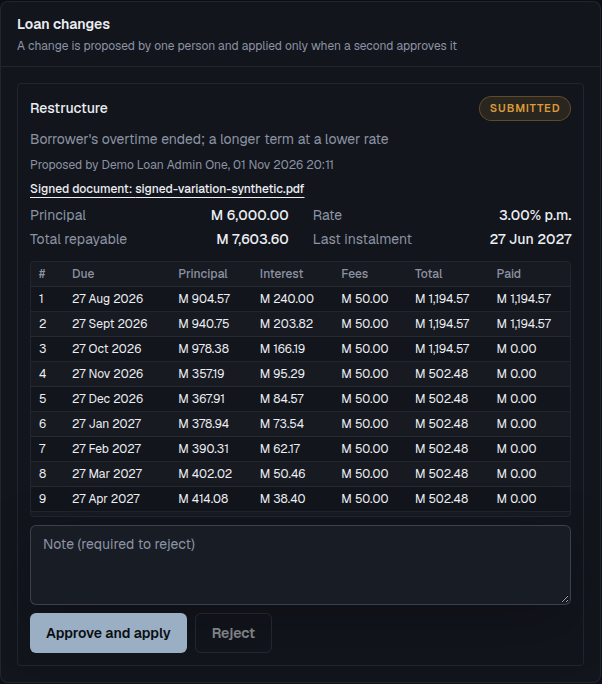 Loan changes
A change is proposed by one person and applied only when a second approves it
Restructure SUBMITTED
Borrower's overtime ended; a longer term at a lower rate
Proposed by Demo Loan Admin One, 01 Nov 2026 20:11
Signed document: signed-variation-synthetic.pdf
Principal M 6,000.00 Rate 3.00% p.m.
Total repayable M 7,603.60 Last instalment 27 Jun 2027
# Due Principal Interest Fees Total Paid
1 27 Aug 2026 M 904.57 M 240.00 M 50.00 M 1,194.57 M 1,194.57
2 27 Sept 2026 M 940.75 M 203.82 M 50.00 M 1,194.57 M 1,194.57
3 27 Oct 2026 M 978.38 M 166.19 M 50.00 M 1,194.57 M 0.00
4 27 Nov 2026 M 357.19 M 95.29 M 50.00 M 502.48 M 0.00
5 27 Dec 2026 M 367.91 M 84.57 M 50.00 M 502.48 M 0.00
6 27 Jan 2027 M 378.94 M 73.54 M 50.00 M 502.48 M 0.00
7 27 Feb 2027 M 390.31 M 62.17 M 50.00 M 502.48 M 0.00
8 27 Mar 2027 M 402.02 M 50.46 M 50.00 M 502.48 M 0.00
9 27 Apr 2027 M 414.08 M 38.40 M 50.00 M 502.48 M 0.00
Note (required to reject)
Approve and apply Reject